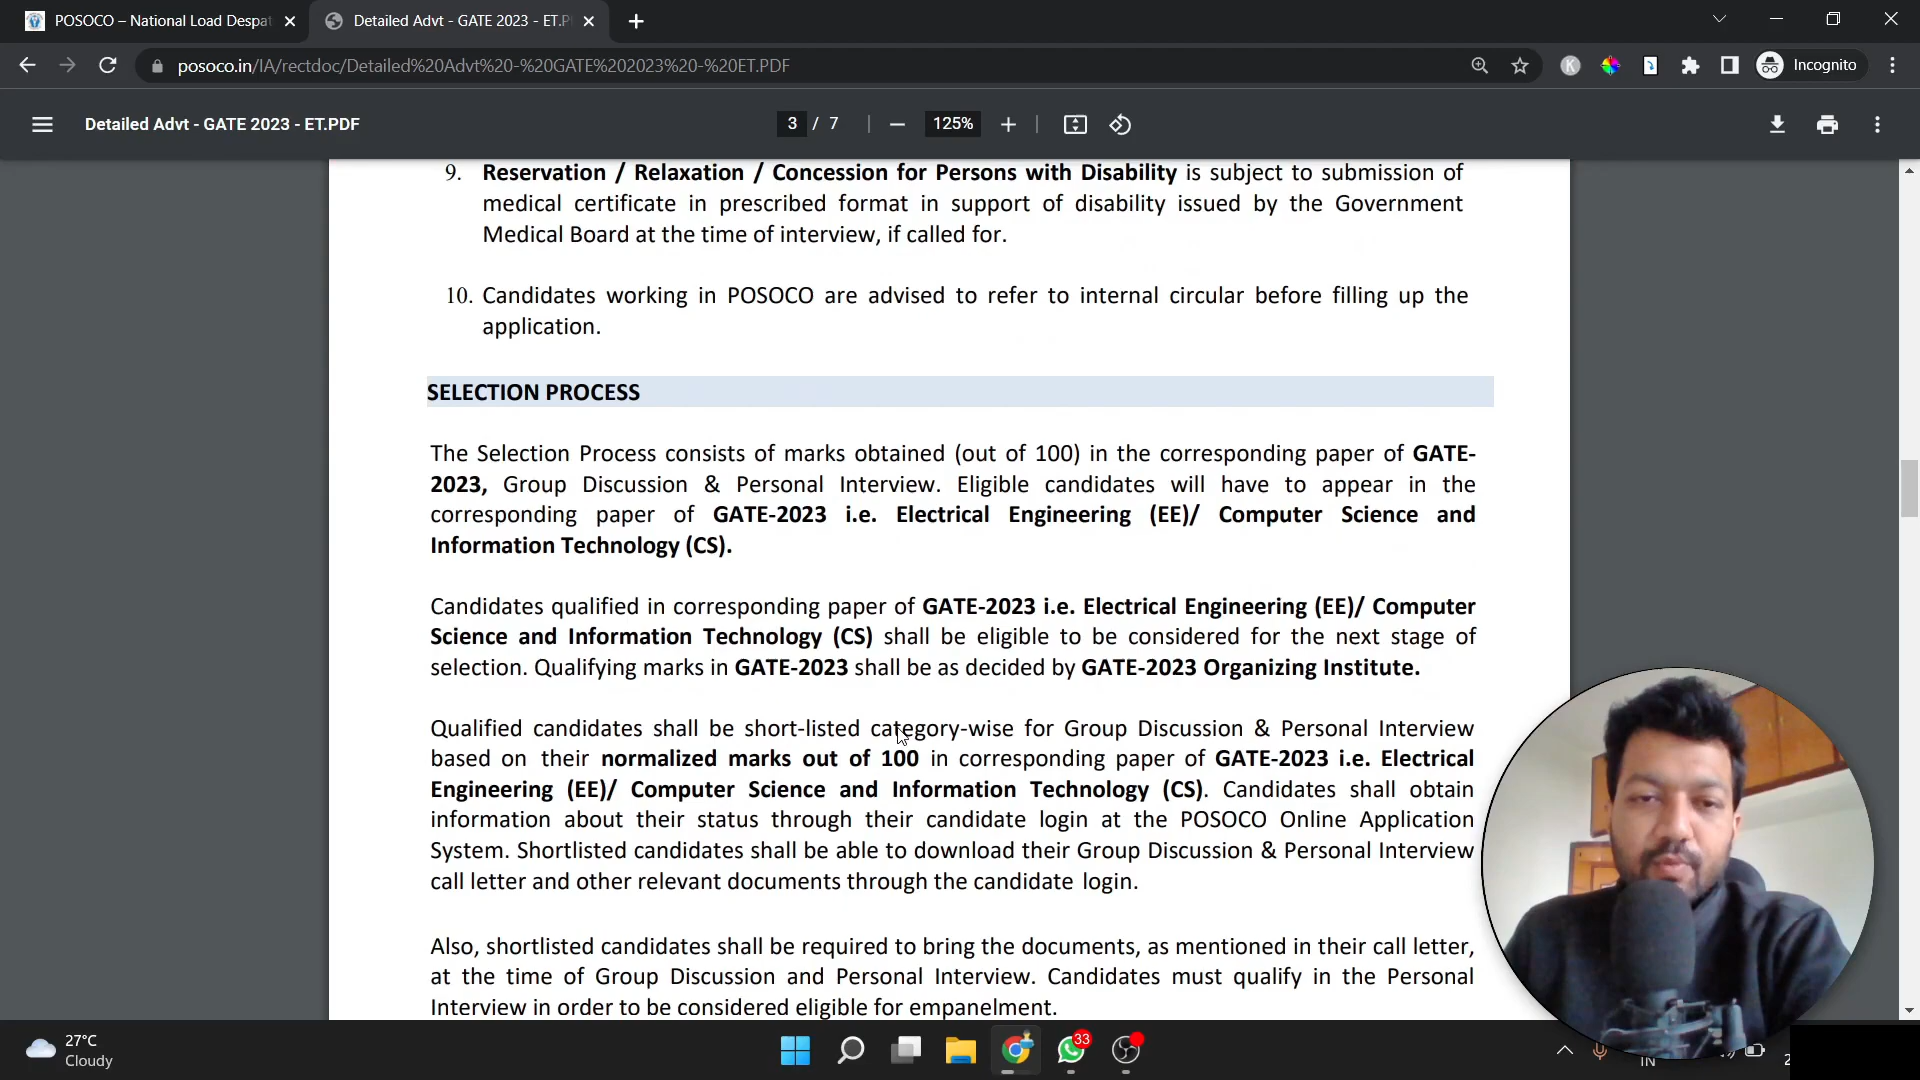 POSOCO – National Load Despa
Detailed Advt - GATE 2023 - ET.P
posoco.in/IA/rectdoc/Detailed%20Advt%20-%20GATE%202023%20-%20ET.PDF
Incognito
Detailed Advt - GATE 2023 - ET.PDF
3 / 7
125%
9. Reservation / Relaxation / Concession for Persons with Disability is subject to submission of
medical certificate in prescribed format in support of disability issued by the Government
Medical Board at the time of interview, if called for.
10. Candidates working in POSOCO are advised to refer to internal circular before filling up the
application.
SELECTION PROCESS
The Selection Process consists of marks obtained (out of 100) in the corresponding paper of GATE-
2023, Group Discussion & Personal Interview. Eligible candidates will have to appear in the
corresponding paper of GATE-2023 i.e. Electrical Engineering (EE)/ Computer Science and
Information Technology (CS).
Candidates qualified in corresponding paper of GATE-2023 i.e. Electrical Engineering (EE)/ Computer
Science and Information Technology (CS) shall be eligible to be considered for the next stage of
selection. Qualifying marks in GATE-2023 shall be as decided by GATE-2023 Organizing Institute.
Qualified candidates shall be short-listed category-wise for Group Discussion & Personal Interview
based on their normalized marks out of 100 in corresponding paper of GATE-2023 i.e. Electrical
Engineering (EE)/ Computer Science and Information Technology (CS). Candidates shall obtain
information about their status through their candidate login at the POSOCO Online Application
System. Shortlisted candidates shall be able to download their Group Discussion & Personal Interview
call letter and other relevant documents through the candidate login.
Also, shortlisted candidates shall be required to bring the documents, as mentioned in their call letter,
at the time of Group Discussion and Personal Interview. Candidates must qualify in the Personal
Interview in order to be considered eligible for empanelment.
27°C
Cloudy
33
IN